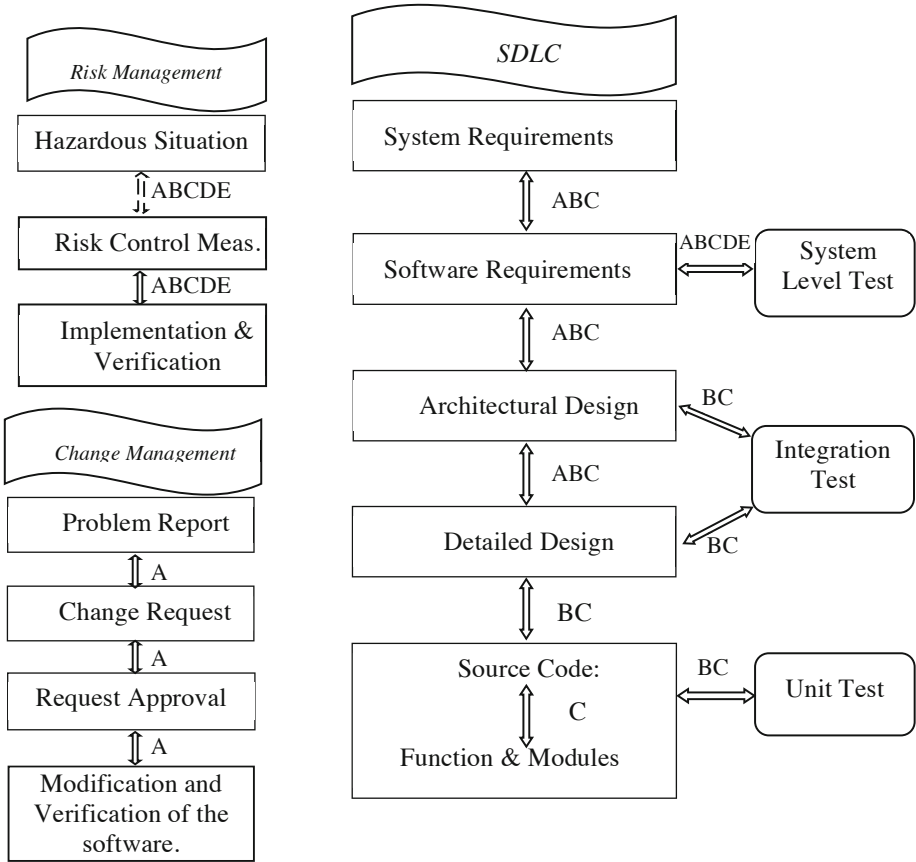 Risk Management
Hazardous Situation
ABCDE
Risk Control Meas.
ABCDE
Implementation &
Verification
Change Management
Problem Report
A
Change Request
A
Request Approval
A
Modification and
Verification of the
software.
SDLC
System Requirements
ABC
Software Requirements
ABCDE
System
Level Test
ABC
Architectural Design
BC
Integration
Test
ABC
Detailed Design
BC
BC
Source Code:
C
Function & Modules
BC
Unit Test